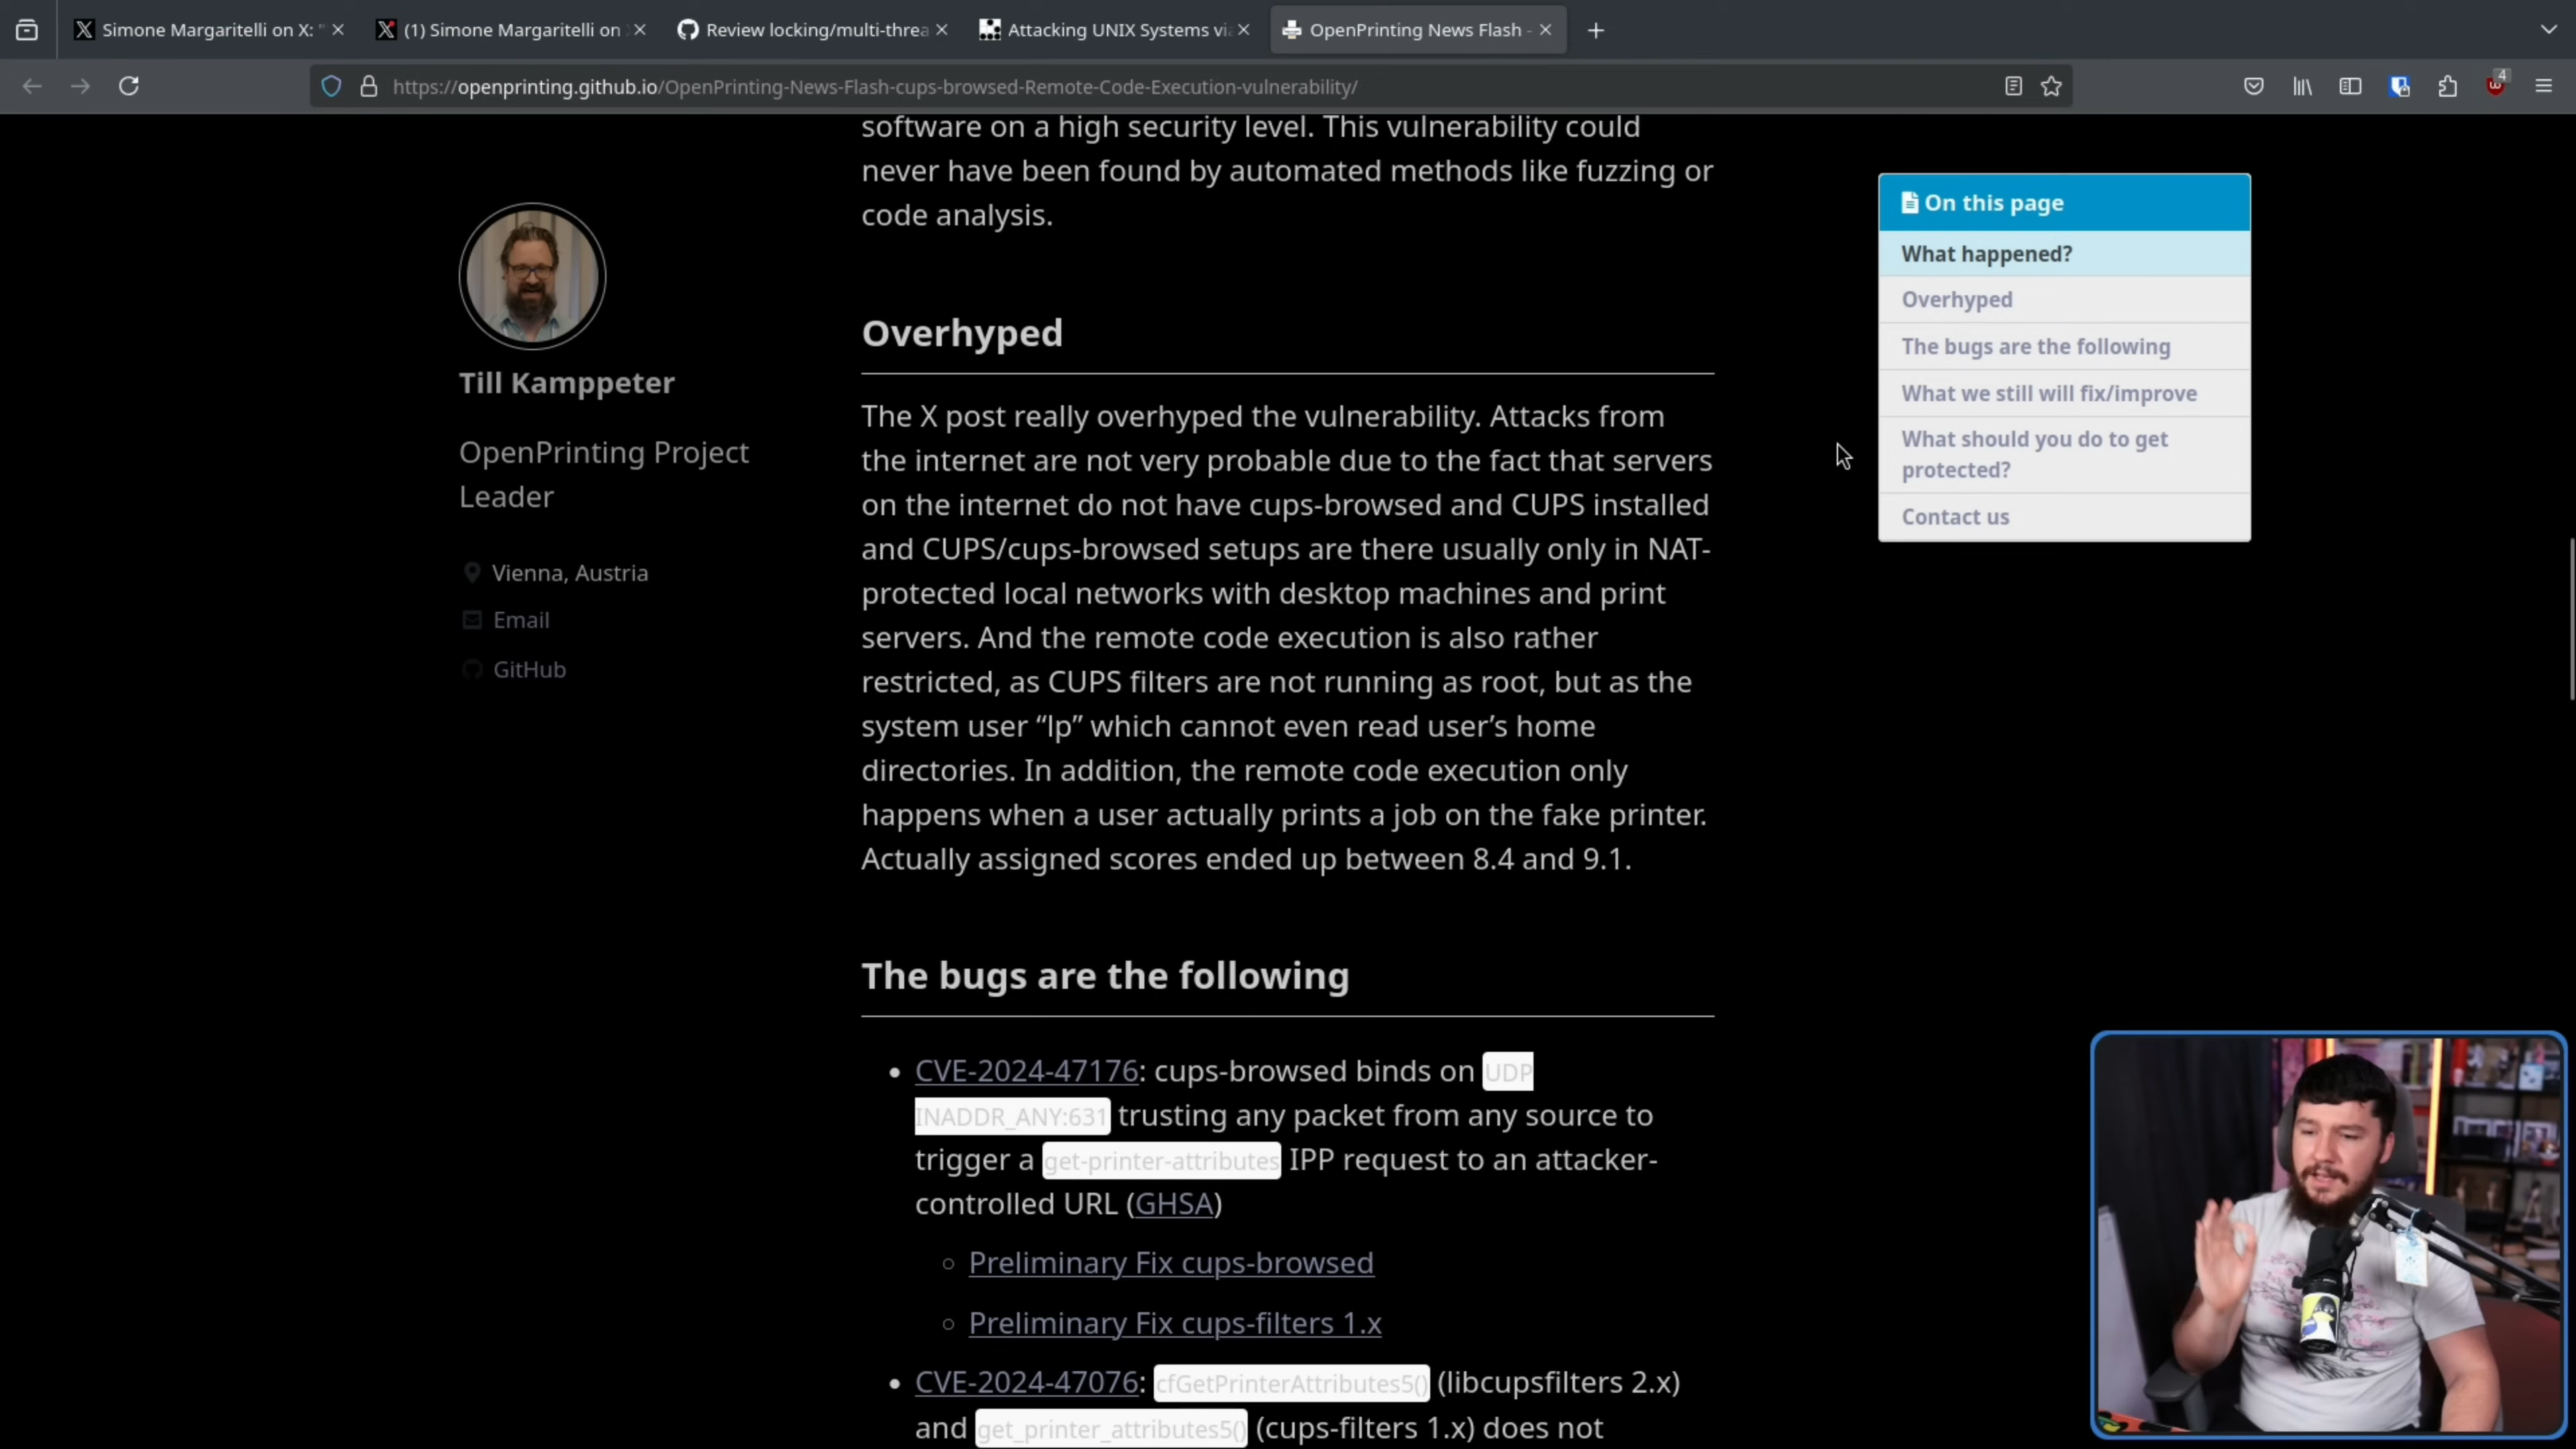 Simone Margaritelli on X: "
(1) Simone Margaritelli on
Review locking/multi-threa
Attacking UNIX Systems via
OpenPrinting News Flash -
https://openprinting.github.io/OpenPrinting-News-Flash-cups-browsed-Remote-Code-Execution-vulnerability/
4
software on a high security level. This vulnerability could
never have been found by automated methods like fuzzing or
code analysis.
Till Kamppeter
OpenPrinting Project
Leader
Vienna, Austria
Email
GitHub
Overhyped
The X post really overhyped the vulnerability. Attacks from
the internet are not very probable due to the fact that servers
on the internet do not have cups-browsed and CUPS installed
and CUPS/cups-browsed setups are there usually only in NAT-
protected local networks with desktop machines and print
servers. And the remote code execution is also rather
restricted, as CUPS filters are not running as root, but as the
system user “lp” which cannot even read user’s home
directories. In addition, the remote code execution only
happens when a user actually prints a job on the fake printer.
Actually assigned scores ended up between 8.4 and 9.1.
The bugs are the following
• CVE-2024-47176: cups-browsed binds on UDP
INADDR_ANY:631 trusting any packet from any source to
trigger a get-printer-attributes IPP request to an attacker-
controlled URL (GHSA)
○ Preliminary Fix cups-browsed
○ Preliminary Fix cups-filters 1.x
• CVE-2024-47076: cfGetPrinterAttributes5() (libcupsfilters 2.x)
and get_printer_attributes5() (cups-filters 1.x) does not
On this page
What happened?
Overhyped
The bugs are the following
What we still will fix/improve
What should you do to get
protected?
Contact us